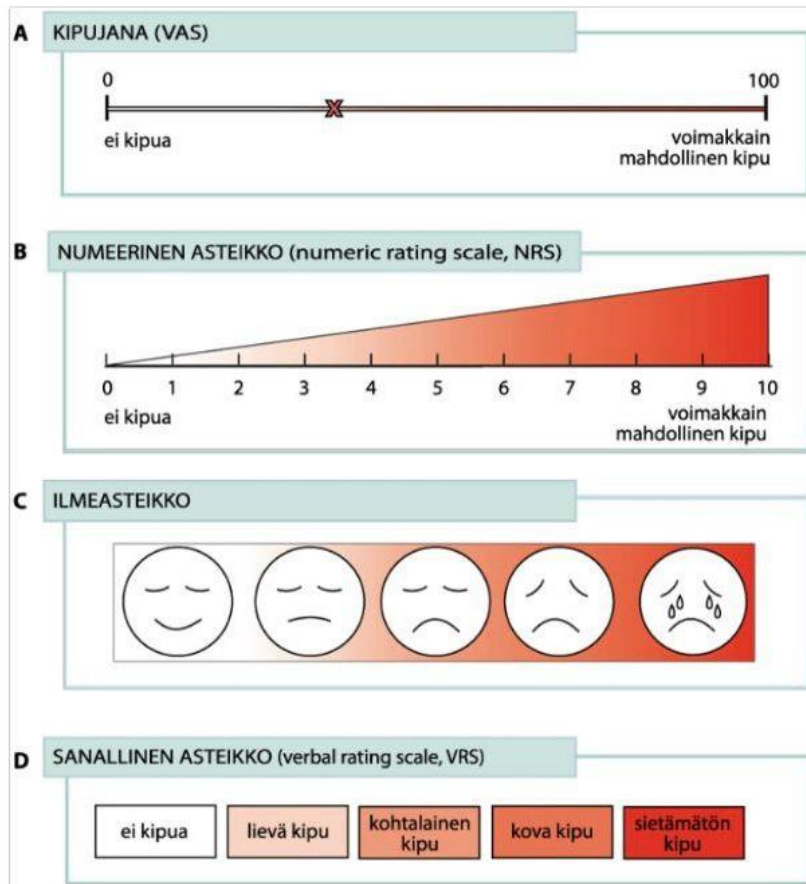 A KIPUJANA (VAS)
0 100
X
ei kipua voimakkain
mahdollinen kipu
B NUMEERINEN ASTEIKKO (numeric rating scale, NRS)
0 1 2 3 4 5 6 7 8 9 10
ei kipua voimakkain
mahdollinen kipu
C ILMEASTEIKKO
D SANALLINEN ASTEIKKO (verbal rating scale, VRS)
ei kipua
lievä kipu
kohtalainen
kipu
kova kipu
sietämätön
kipu